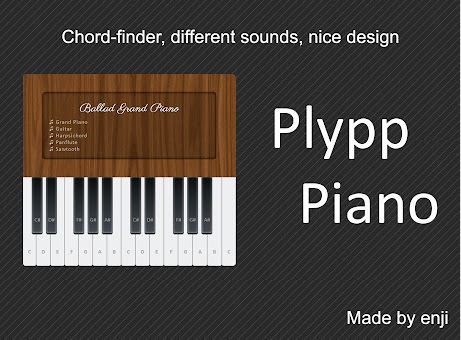 Chord-finder, different sounds, nice design
Ballad Grand Piano
♫ Grand Piano
♫ Guitar
♫ Harpsichord
♫ Panflute
♫ Sawtooth
Plypp
Piano
C# D# F# G# A# C# D# F# G# A#
C D E F G A B C D E F G A B C
Made by enji